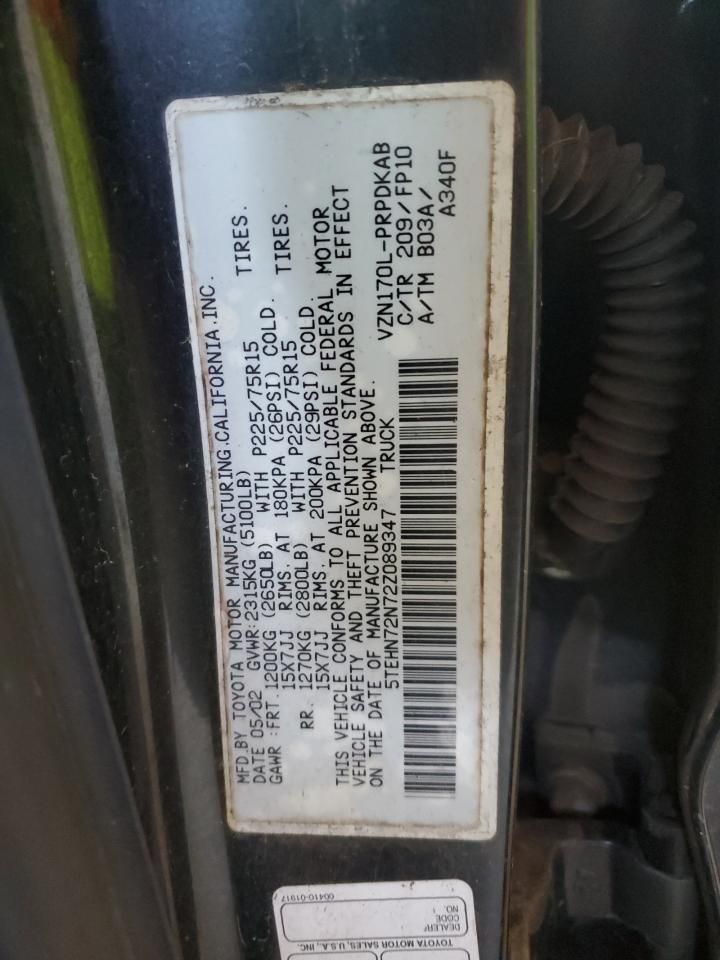 MFD.BY TOYOTA MOTOR MANUFACTURING,CALIFORNIA,INC.
DATE 05/02 GVWR:2315KG(5100LB)
GAWR :FRT.1200KG(2650LB) WITH P225/75R15 TIRES.
15X7JJ RIMS.AT 180KPA(26PSI) COLD.
RR. 1270KG(2800LB) WITH P225/75R15 TIRES.
15X7JJ RIMS.AT 200KPA(29PSI) COLD.
THIS VEHICLE CONFORMS TO ALL APPLICABLE FEDERAL MOTOR
VEHICLE SAFETY AND THEFT PREVENTION STANDARDS IN EFFECT
ON THE DATE OF MANUFACTURE SHOWN ABOVE.
5TEHN72N72Z089347 TRUCK
VZN170L-PRPDKAB
C/TR 209/FP10
A/TM B03A/
A340F
TOYOTA MOTOR SALES, U.S.A., INC.
DEALER
CODE
NO.
00410-01917